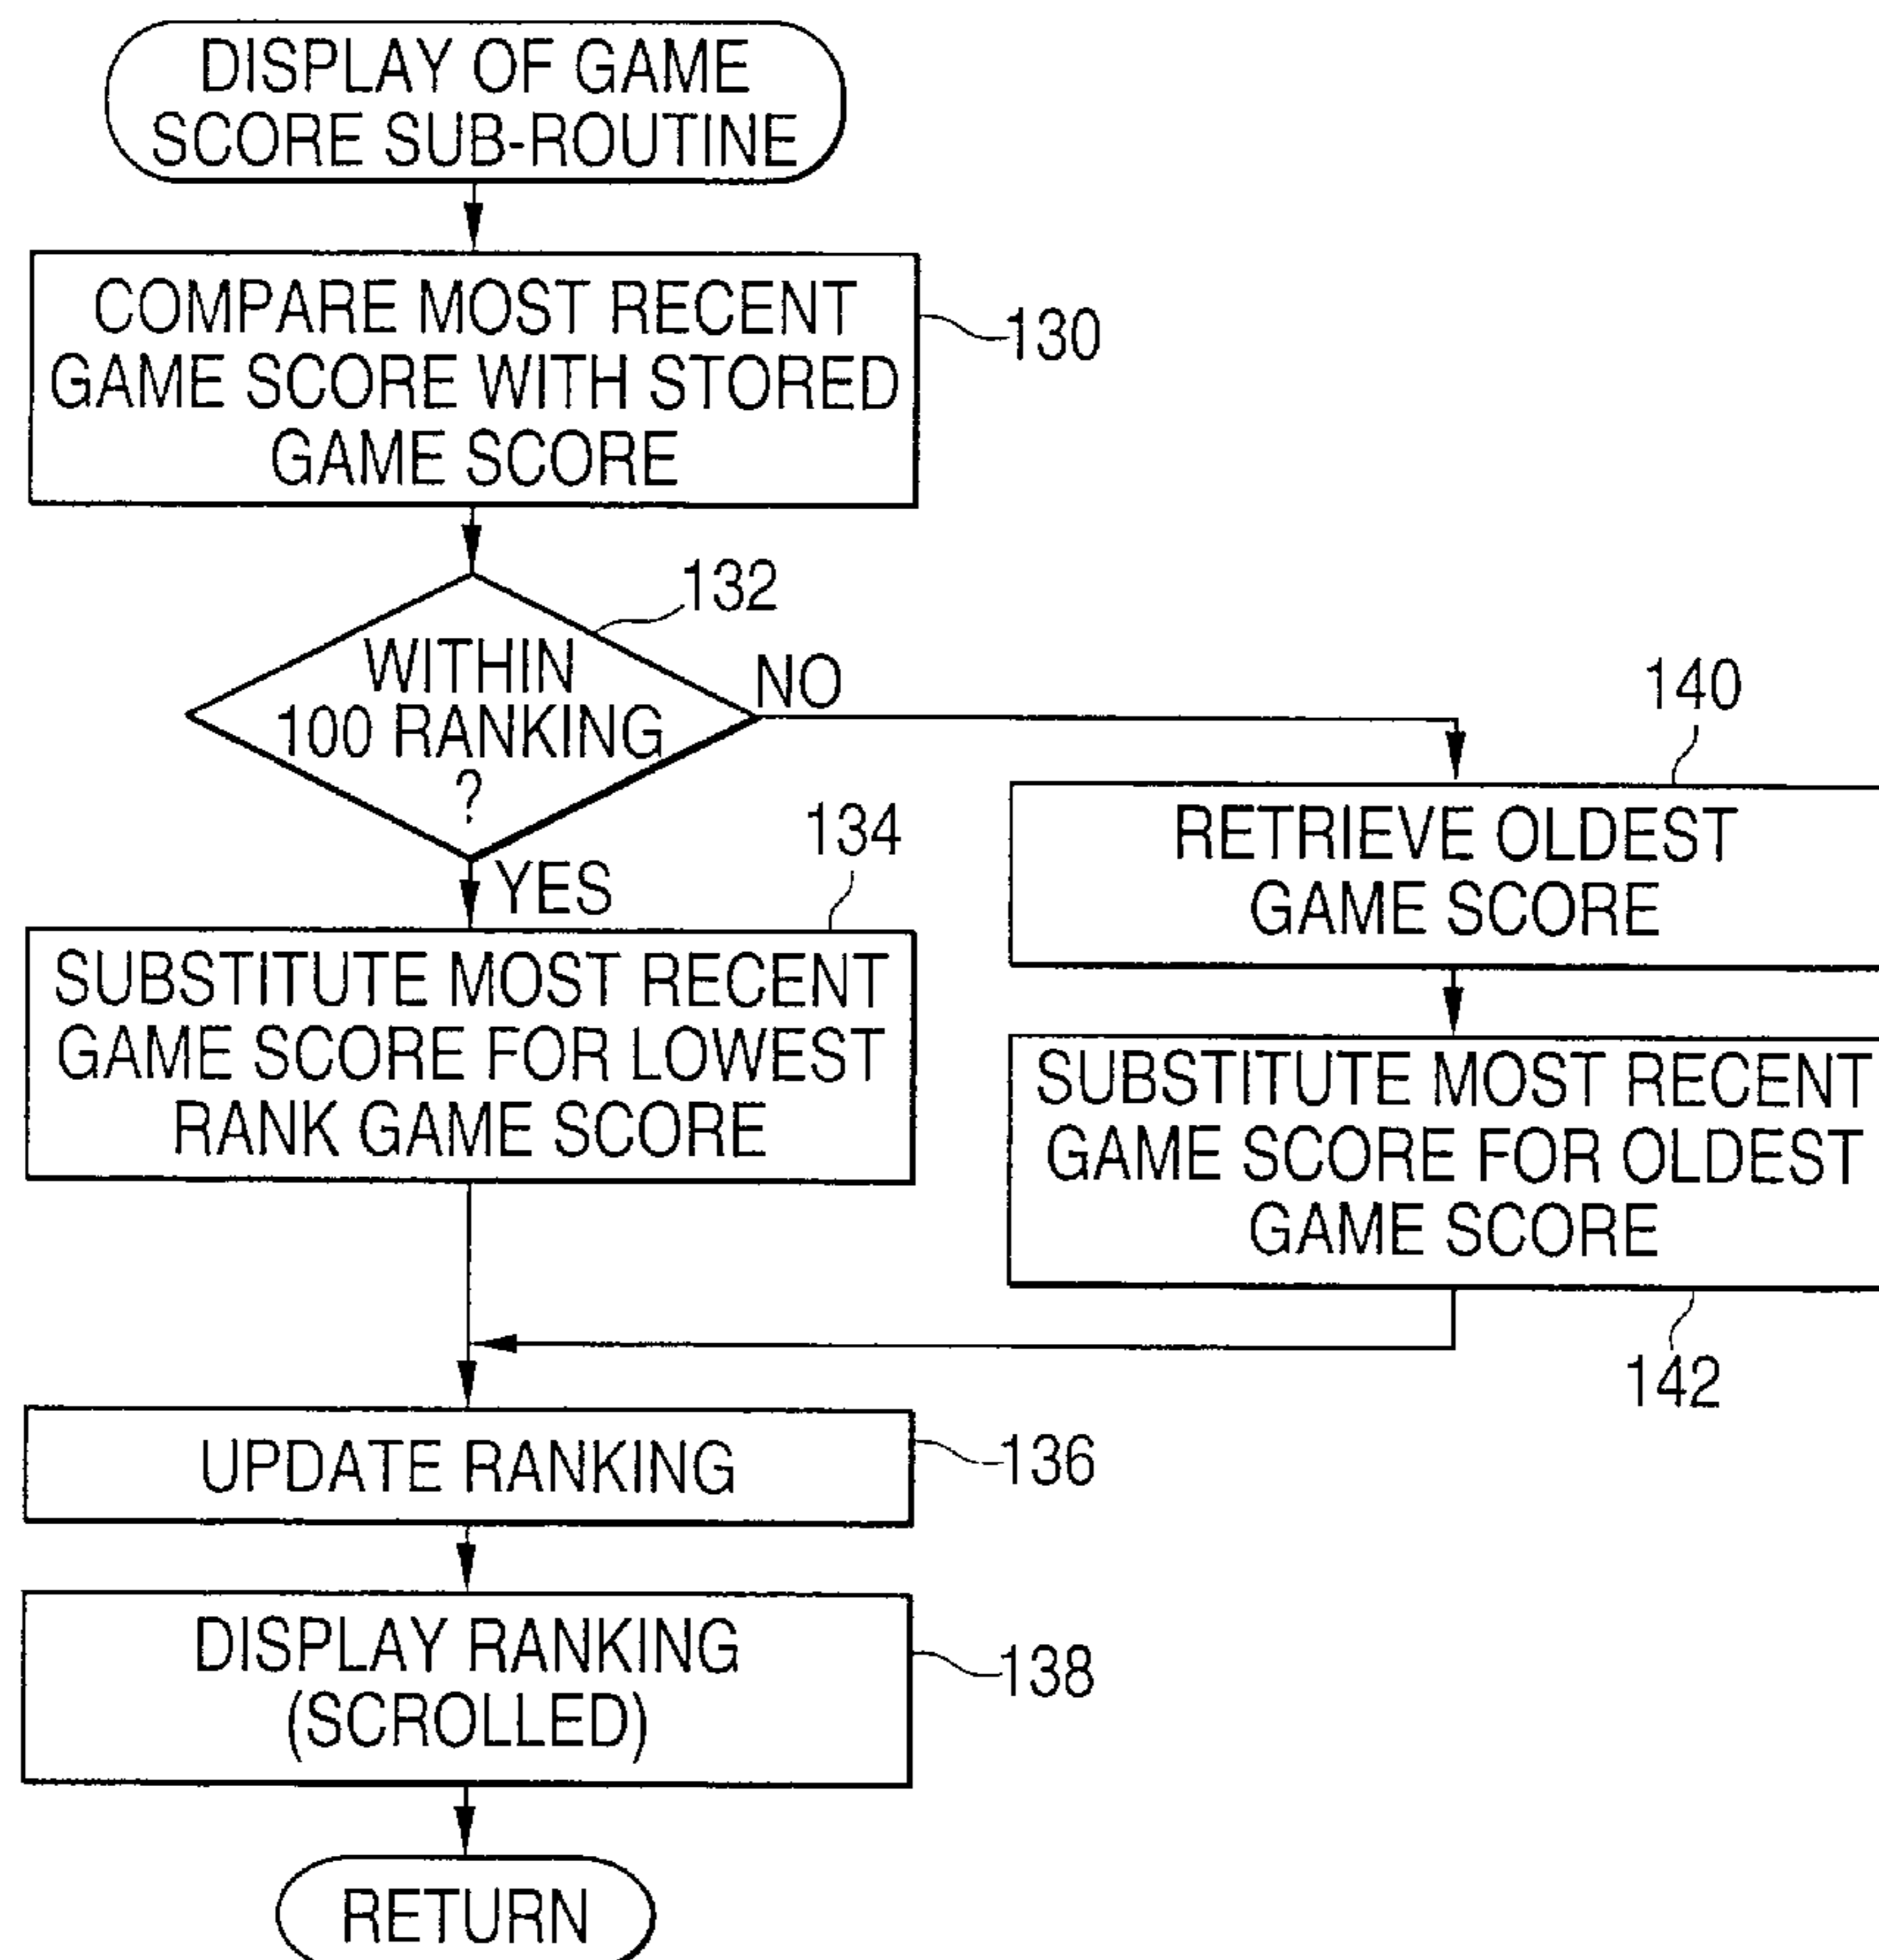 DISPLAY OF GAME
SCORE SUB-ROUTINE
COMPARE MOST RECENT
GAME SCORE WITH STORED
GAME SCORE
130
132
WITHIN
100 RANKING
?
NO
YES
140
RETRIEVE OLDEST
GAME SCORE
134
SUBSTITUTE MOST RECENT
GAME SCORE FOR LOWEST
RANK GAME SCORE
SUBSTITUTE MOST RECENT
GAME SCORE FOR OLDEST
GAME SCORE
142
UPDATE RANKING
136
DISPLAY RANKING
(SCROLLED)
138
RETURN